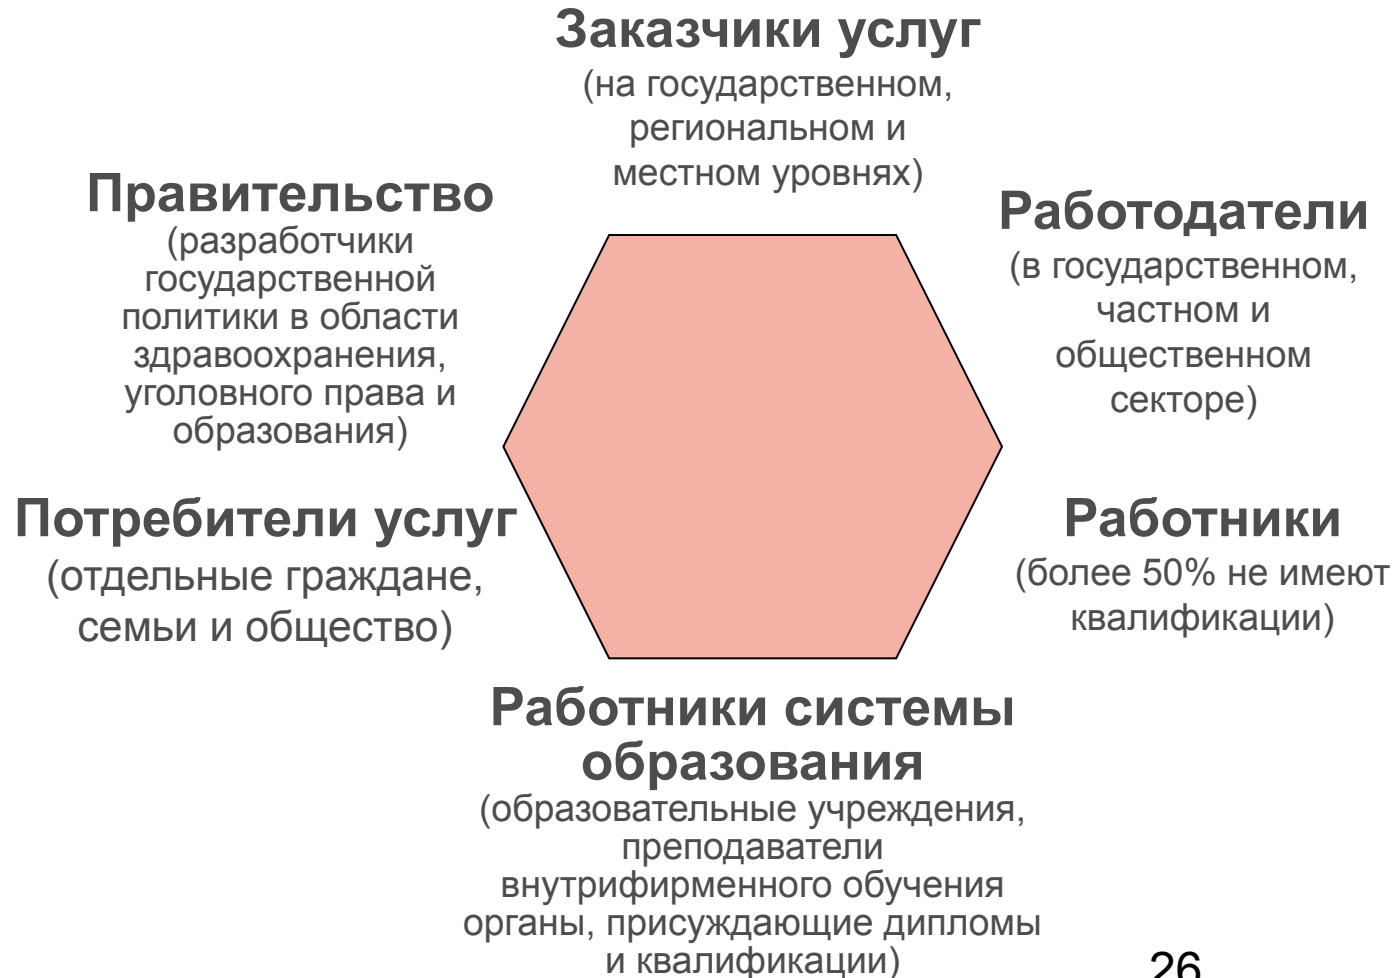 Заказчики услуг
(на государственном,
региональном и
местном уровнях)
Правительство
(разработчики
государственной
политики в области
здравоохранения,
уголовного права и
образования)
Работодатели
(в государственном,
частном и
общественном
секторе)
Потребители услуг
(отдельные граждане,
семьи и общество)
Работники
(более 50% не имеют
квалификации)
Работники системы
образования
(образовательные учреждения,
преподаватели
внутрифирменного обучения
органы, присуждающие дипломы
и квалификации)
26